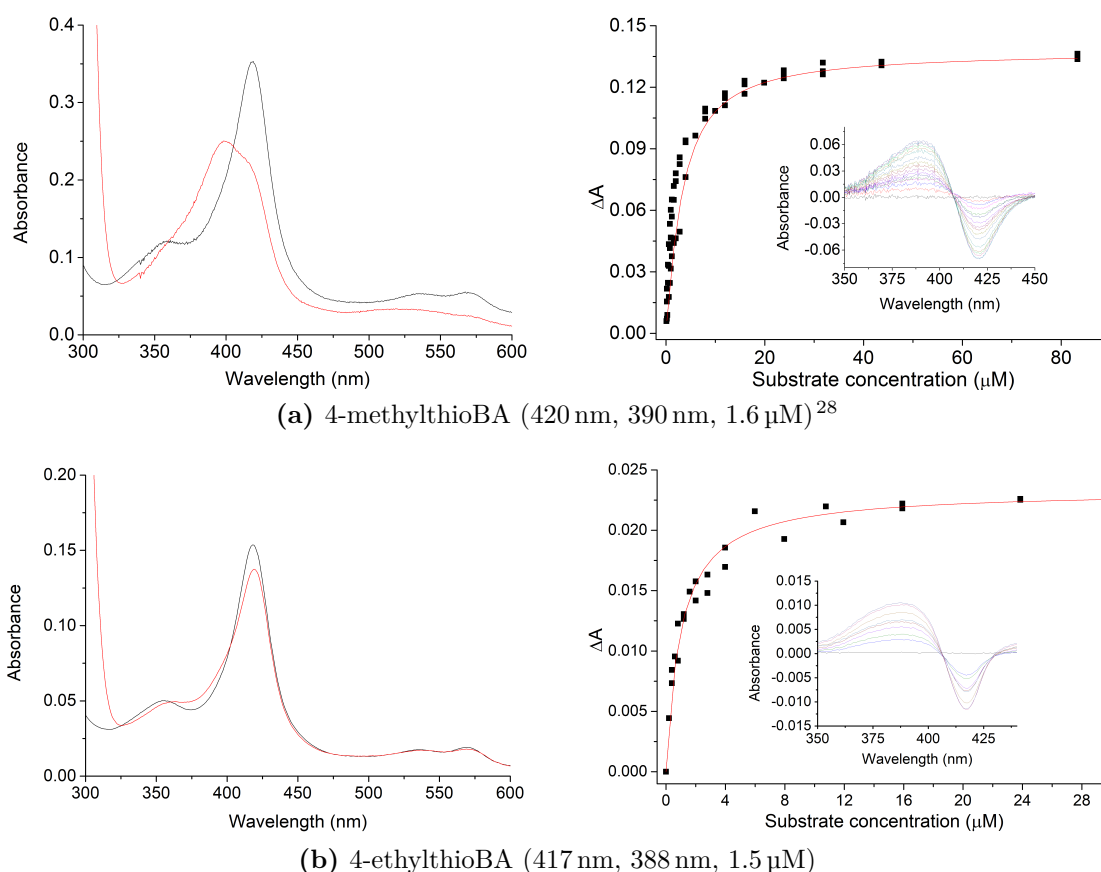 0.4
0.3
0.2
0.1
0.0
Absorbance
300 350 400 450 500 550 600
Wavelength (nm)
0.15
0.12
0.09
0.06
0.03
0.00
ΔA
0 20 40 60 80
Substrate concentration (μM)
0.06
0.03
0.00
-0.03
-0.06
Absorbance
350 400 450
Wavelength (nm)
(a) 4-methylthioBA (420 nm, 390 nm, 1.6 µM)28
0.20
0.15
0.10
0.05
0.00
Absorbance
300 350 400 450 500 550 600
Wavelength (nm)
0.025
0.020
0.015
0.010
0.005
0.000
ΔA
0 4 8 12 16 20 24 28
Substrate concentration (μM)
0.015
0.010
0.005
0.000
-0.005
-0.010
-0.015
Absorbance
350 375 400 425
Wavelength (nm)
(b) 4-ethylthioBA (417 nm, 388 nm, 1.5 µM)